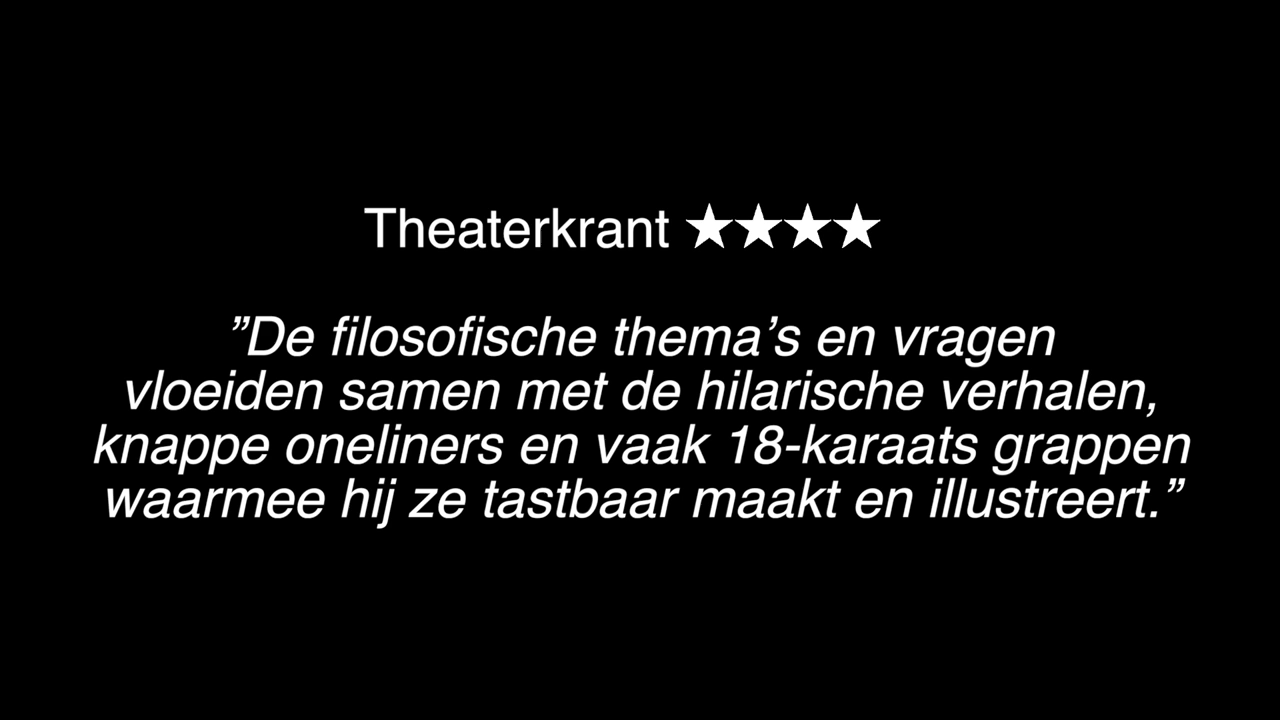 Theaterkrant ★★★★
”De filosofische thema’s en vragen
vloeiden samen met de hilarische verhalen,
knappe oneliners en vaak 18-karaats grappen
waarmee hij ze tastbaar maakt en illustreert.”